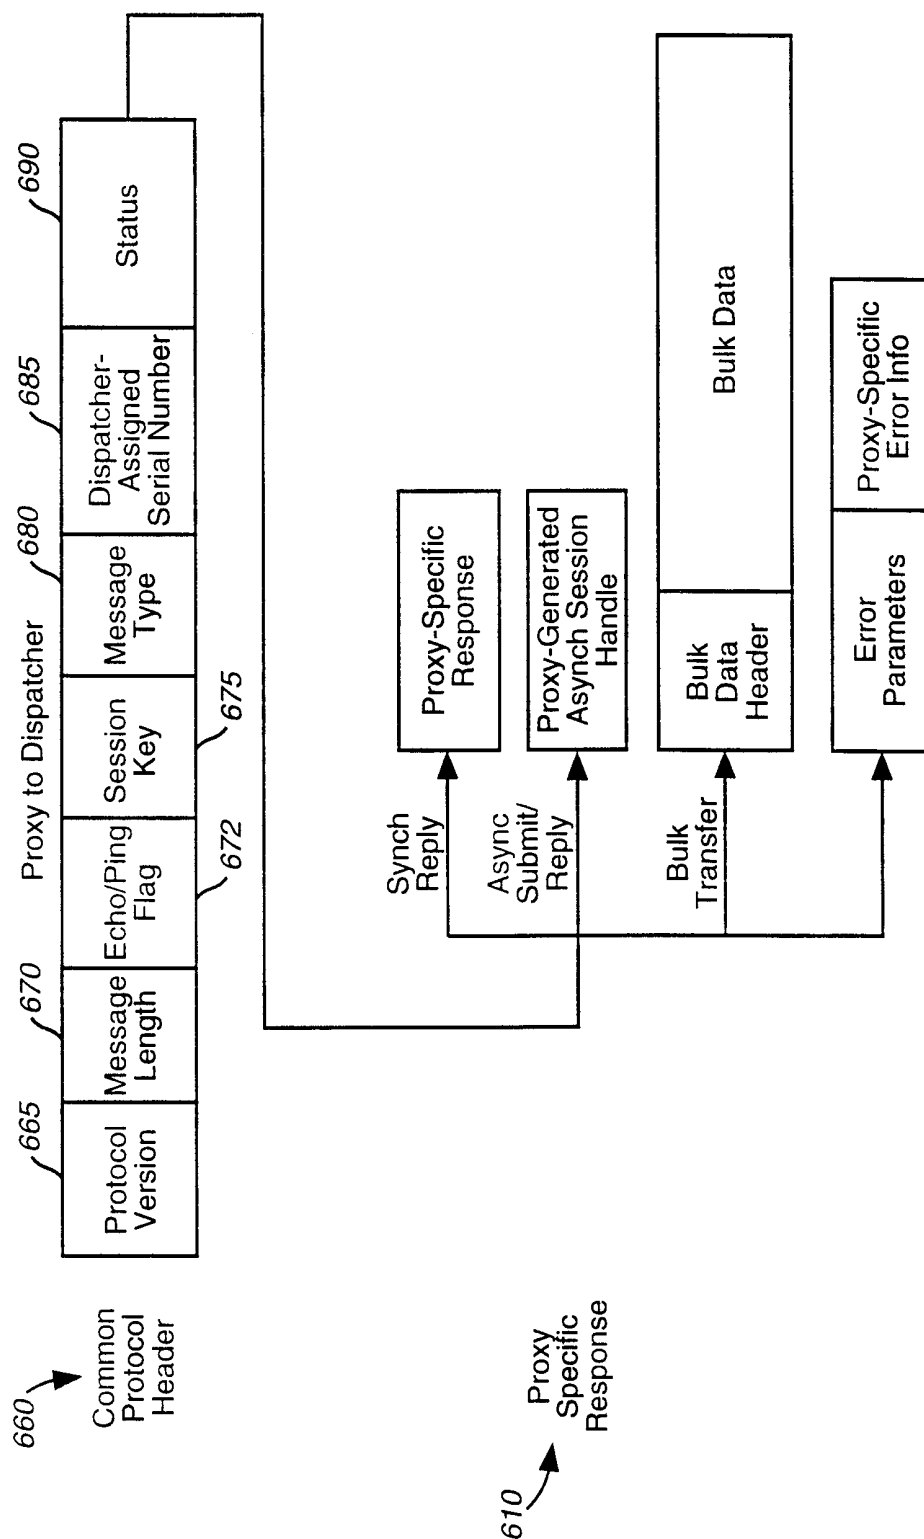 Proxy to Dispatcher
660
Common
Protocol
Header
665
Protocol
Version
670
Message
Length
Echo/Ping
Flag
672
Session
Key
675
680
Message
Type
685
Dispatcher-
Assigned
Serial Number
690
Status
610
Proxy
Specific
Response
Synch
Reply
Proxy-Specific
Response
Async
Submit/
Reply
Proxy-Generated
Asynch Session
Handle
Bulk
Transfer
Bulk
Data
Header
Bulk Data
Error
Parameters
Proxy-Specific
Error Info